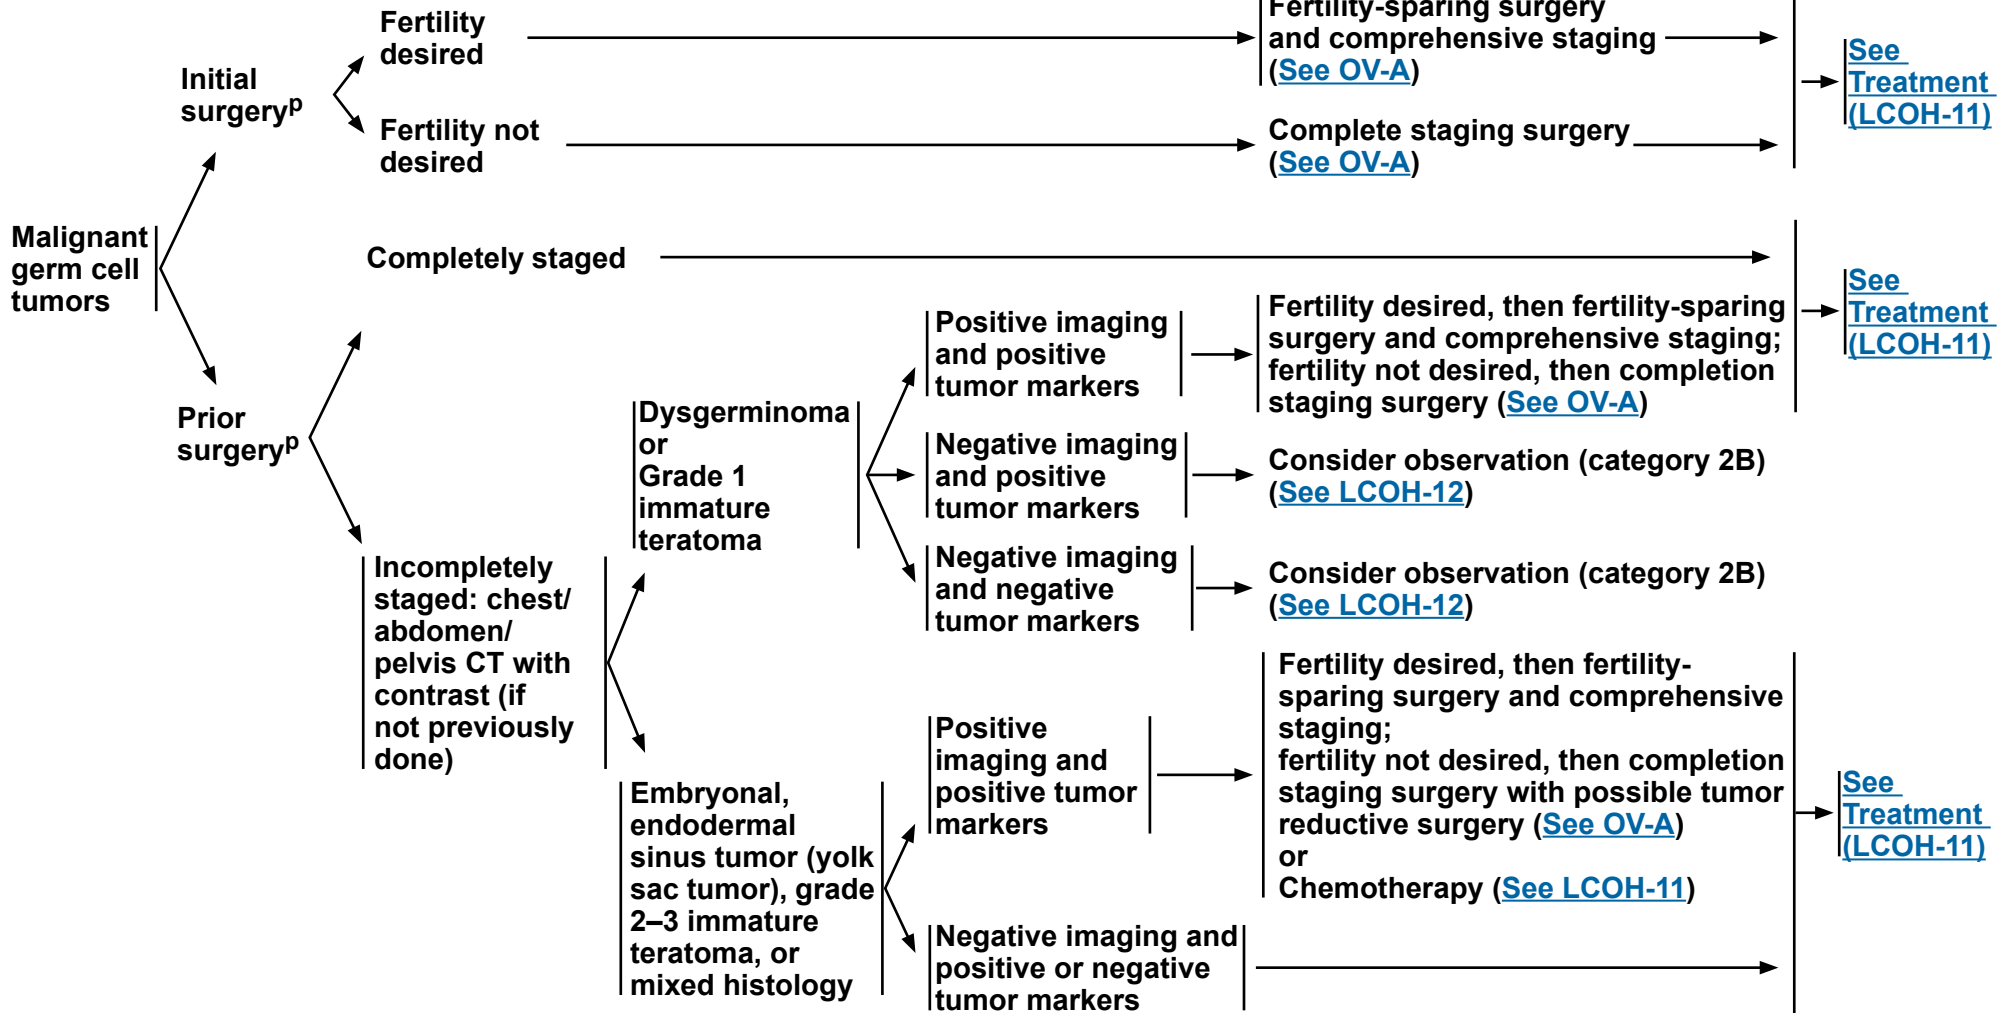 Fertility
desired
Fertility-sparing surgery
and comprehensive staging
(See OV-A)
See
Treatment
(LCOH-11)
Initial
surgeryp
Fertility not
desired
Complete staging surgery
(See OV-A)
Malignant
germ cell
tumors
Completely staged
See
Treatment
(LCOH-11)
Prior
surgeryp
Positive imaging
and positive
tumor markers
Fertility desired, then fertility-sparing
surgery and comprehensive staging;
fertility not desired, then completion
staging surgery (See OV-A)
Dysgerminoma
or
Grade 1
immature
teratoma
Negative imaging
and positive
tumor markers
Consider observation (category 2B)
(See LCOH-12)
Negative imaging
and negative
tumor markers
Consider observation (category 2B)
(See LCOH-12)
Incompletely
staged: chest/
abdomen/
pelvis CT with
contrast (if
not previously
done)
Embryonal,
endodermal
sinus tumor (yolk
sac tumor), grade
2–3 immature
teratoma, or
mixed histology
Positive
imaging and
positive tumor
markers
Fertility desired, then fertility-
sparing surgery and comprehensive
staging;
fertility not desired, then completion
staging surgery with possible tumor
reductive surgery (See OV-A)
or
Chemotherapy (See LCOH-11)
See
Treatment
(LCOH-11)
Negative imaging and
positive or negative
tumor markers